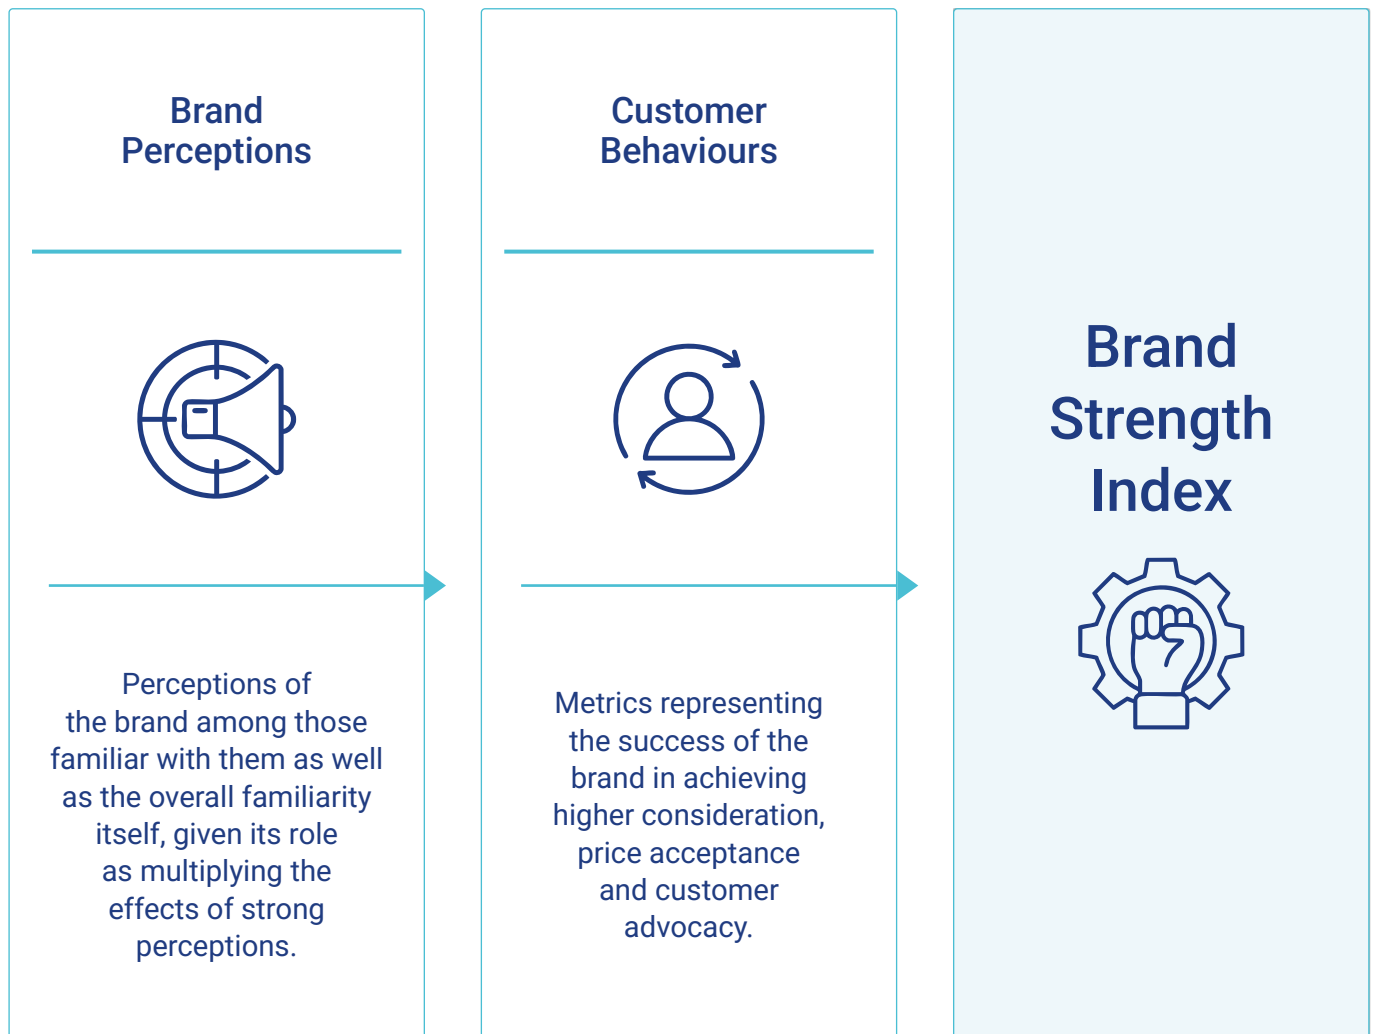 Brand
Perceptions
Perceptions of
the brand among those
familiar with them as well
as the overall familiarity
itself, given its role
as multiplying the
effects of strong
perceptions.
Customer
Behaviours
Metrics representing
the success of the
brand in achieving
higher consideration,
price acceptance
and customer
advocacy.
Brand
Strength
Index